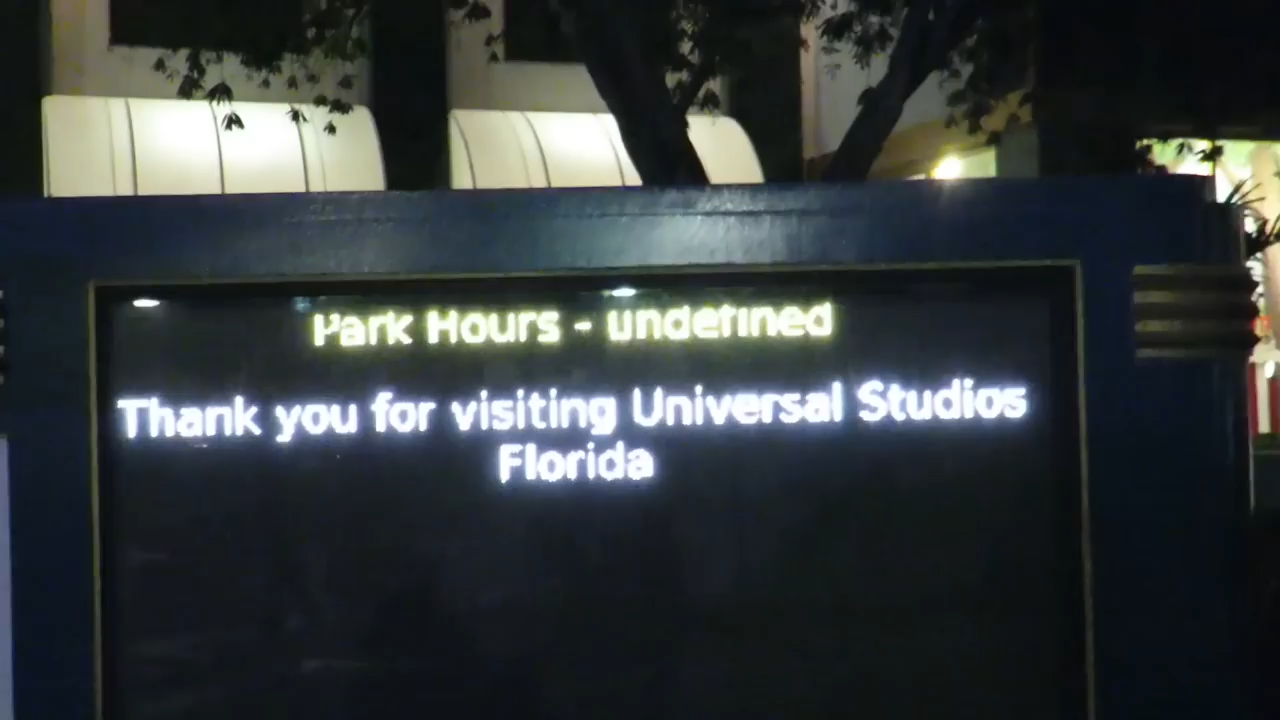 Park Hours - undefined
Thank you for visiting Universal Studios
Florida